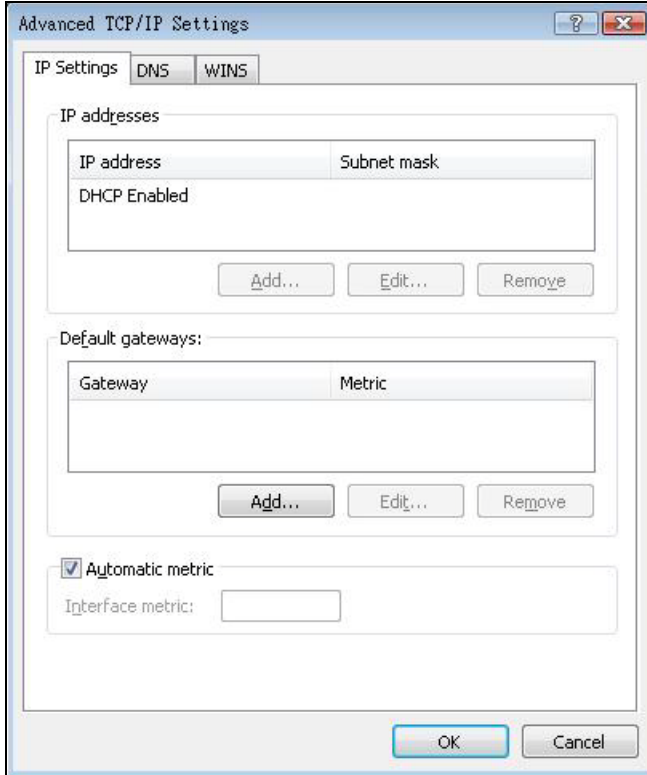 Advanced TCP/IP Settings
IP Settings DNS WINS
IP addresses
IP address Subnet mask
DHCP Enabled
Add... Edit... Remove
Default gateways:
Gateway Metric
Add... Edit... Remove
Automatic metric
Interface metric:
OK Cancel